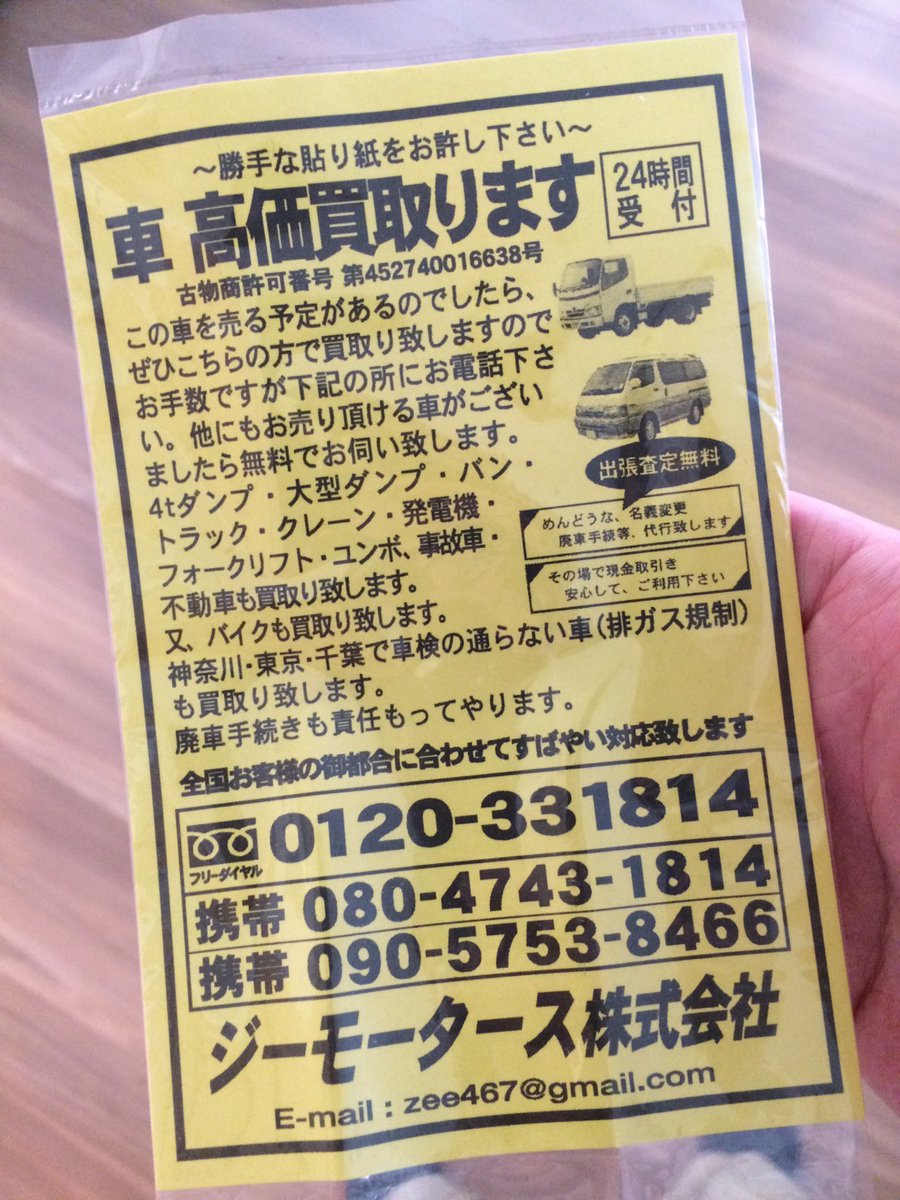 〜勝手な貼り紙をお許し下さい〜
車 高価買取ります
24時間
受付
古物商許可番号 第452740016638号
この車を売る予定があるのでしたら、
ぜひこちらの方で買取り致しますので
お手数ですが下記の所にお電話下さ
い。他にもお売り頂ける車がござい
ましたら無料でお伺い致します。
4tダンプ・大型ダンプ・バン・
トラック・クレーン・発電機・
フォークリフト・ユンボ、事故車・
不動車も買取り致します。
又、バイクも買取り致します。
出張査定無料
めんどうな、名義変更
廃車手続等、代行致します
その場で現金取引き
安心して、ご利用下さい
神奈川・東京・千葉で車検の通らない車(排ガス規制)
も買取り致します。
廃車手続きも責任もってやります。
全国お客様の御都合に合わせてすばやい対応致します
フリーダイヤル 0120-331814
携帯 080-4743-1814
携帯 090-5753-8466
ジーモータース株式会社
E-mail : zee467@gmail.com